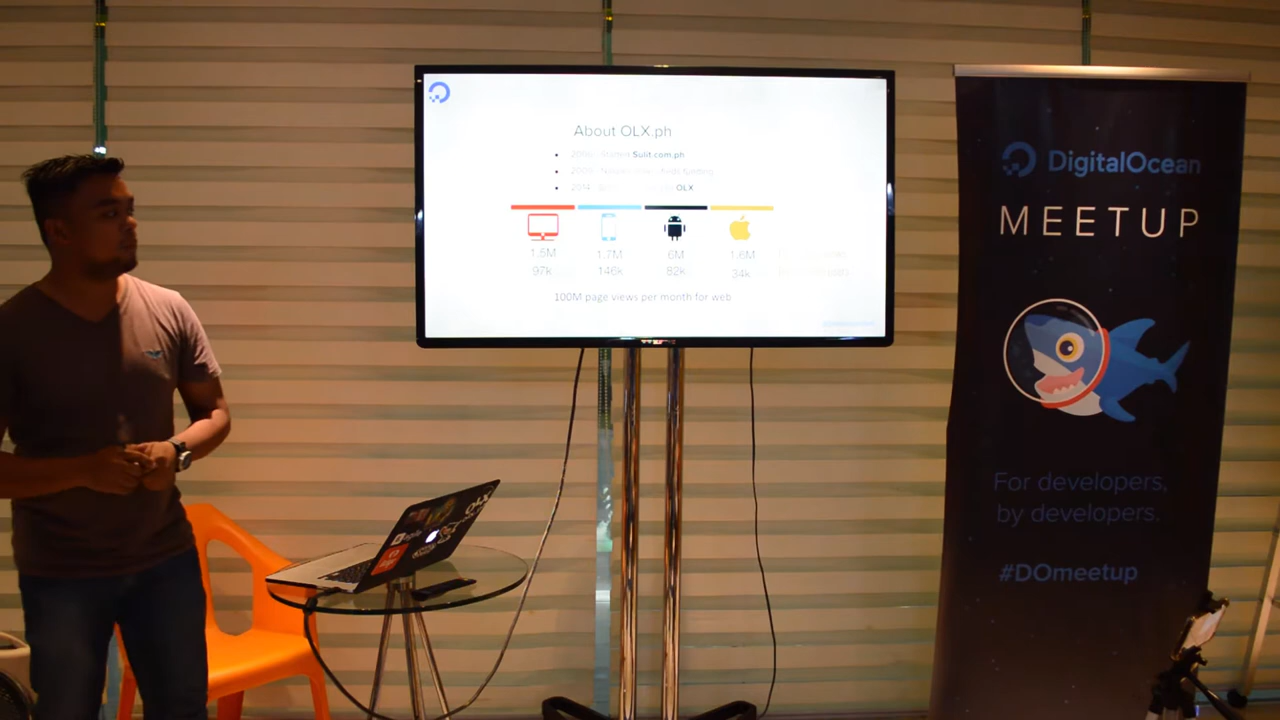 About OLX.ph
Sulit.com.ph
OLX
1.5M 1.7M 6M 1.6M
97k 146k 82k 34k
100M page views per month for web
DigitalOcean
MEETUP
For developers,
by developers.
#DOmeetup
OLX